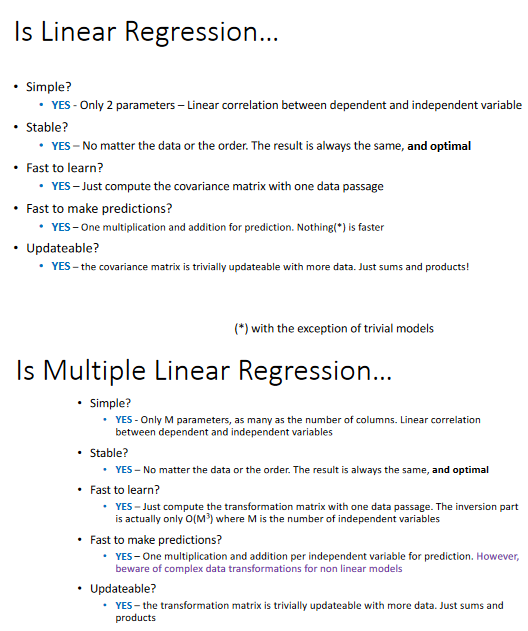 Is Linear Regression...
• Simple?
• YES - Only 2 parameters – Linear correlation between dependent and independent variable
• Stable?
• YES – No matter the data or the order. The result is always the same, and optimal
• Fast to learn?
• YES – Just compute the covariance matrix with one data passage
• Fast to make predictions?
• YES – One multiplication and addition for prediction. Nothing(*) is faster
• Updateable?
• YES – the covariance matrix is trivially updateable with more data. Just sums and products!
(*) with the exception of trivial models
Is Multiple Linear Regression...
• Simple?
• YES - Only M parameters, as many as the number of columns. Linear correlation
between dependent and independent variables
• Stable?
• YES – No matter the data or the order. The result is always the same, and optimal
• Fast to learn?
• YES – Just compute the transformation matrix with one data passage. The inversion part
is actually only O(M³) where M is the number of independent variables
• Fast to make predictions?
• YES – One multiplication and addition per independent variable for prediction. However,
beware of complex data transformations for non linear models
• Updateable?
• YES – the transformation matrix is trivially updateable with more data. Just sums and
products